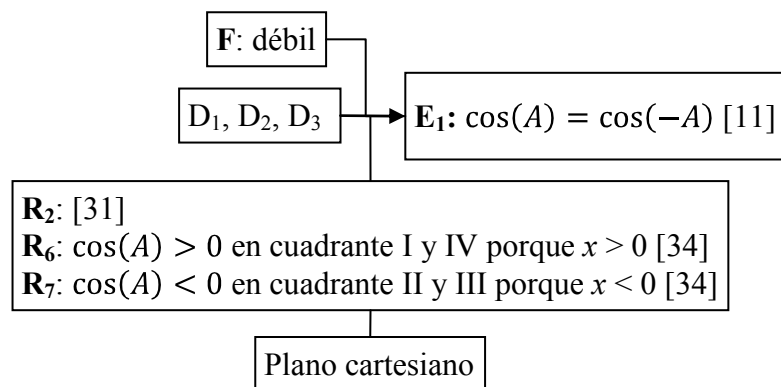 F: débil
D₁, D₂, D₃
E₁: cos(𝐴) = cos(−𝐴) [11]
R₂: [31]
R₆: cos(𝐴) > 0 en cuadrante I y IV porque x > 0 [34]
R₇: cos(𝐴) < 0 en cuadrante II y III porque x < 0 [34]
Plano cartesiano